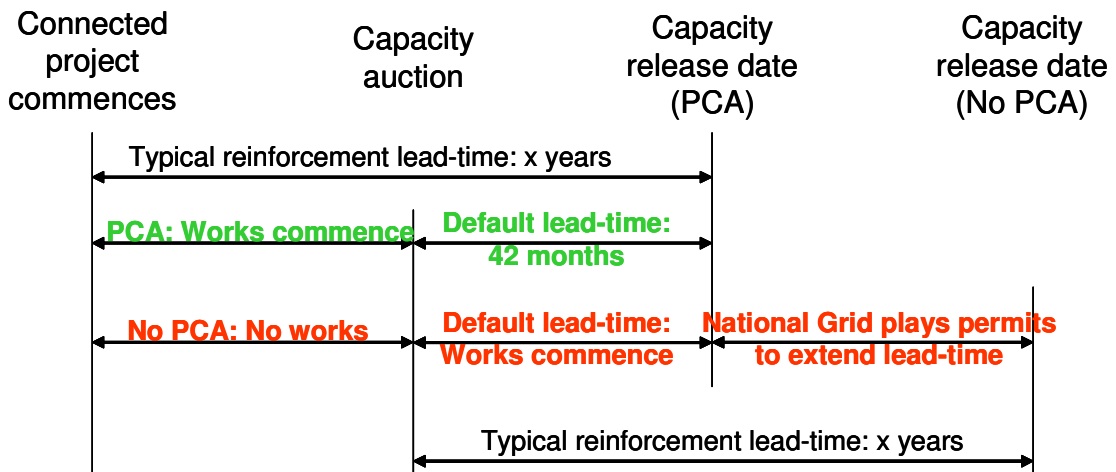 Connected
project
commences
Capacity
auction
Capacity
release date
(PCA)
Capacity
release date
(No PCA)
Typical reinforcement lead-time: x years
PCA: Works commence
Default lead-time:
42 months
No PCA: No works
Default lead-time:
Works commence
National Grid plays permits
to extend lead-time
Typical reinforcement lead-time: x years